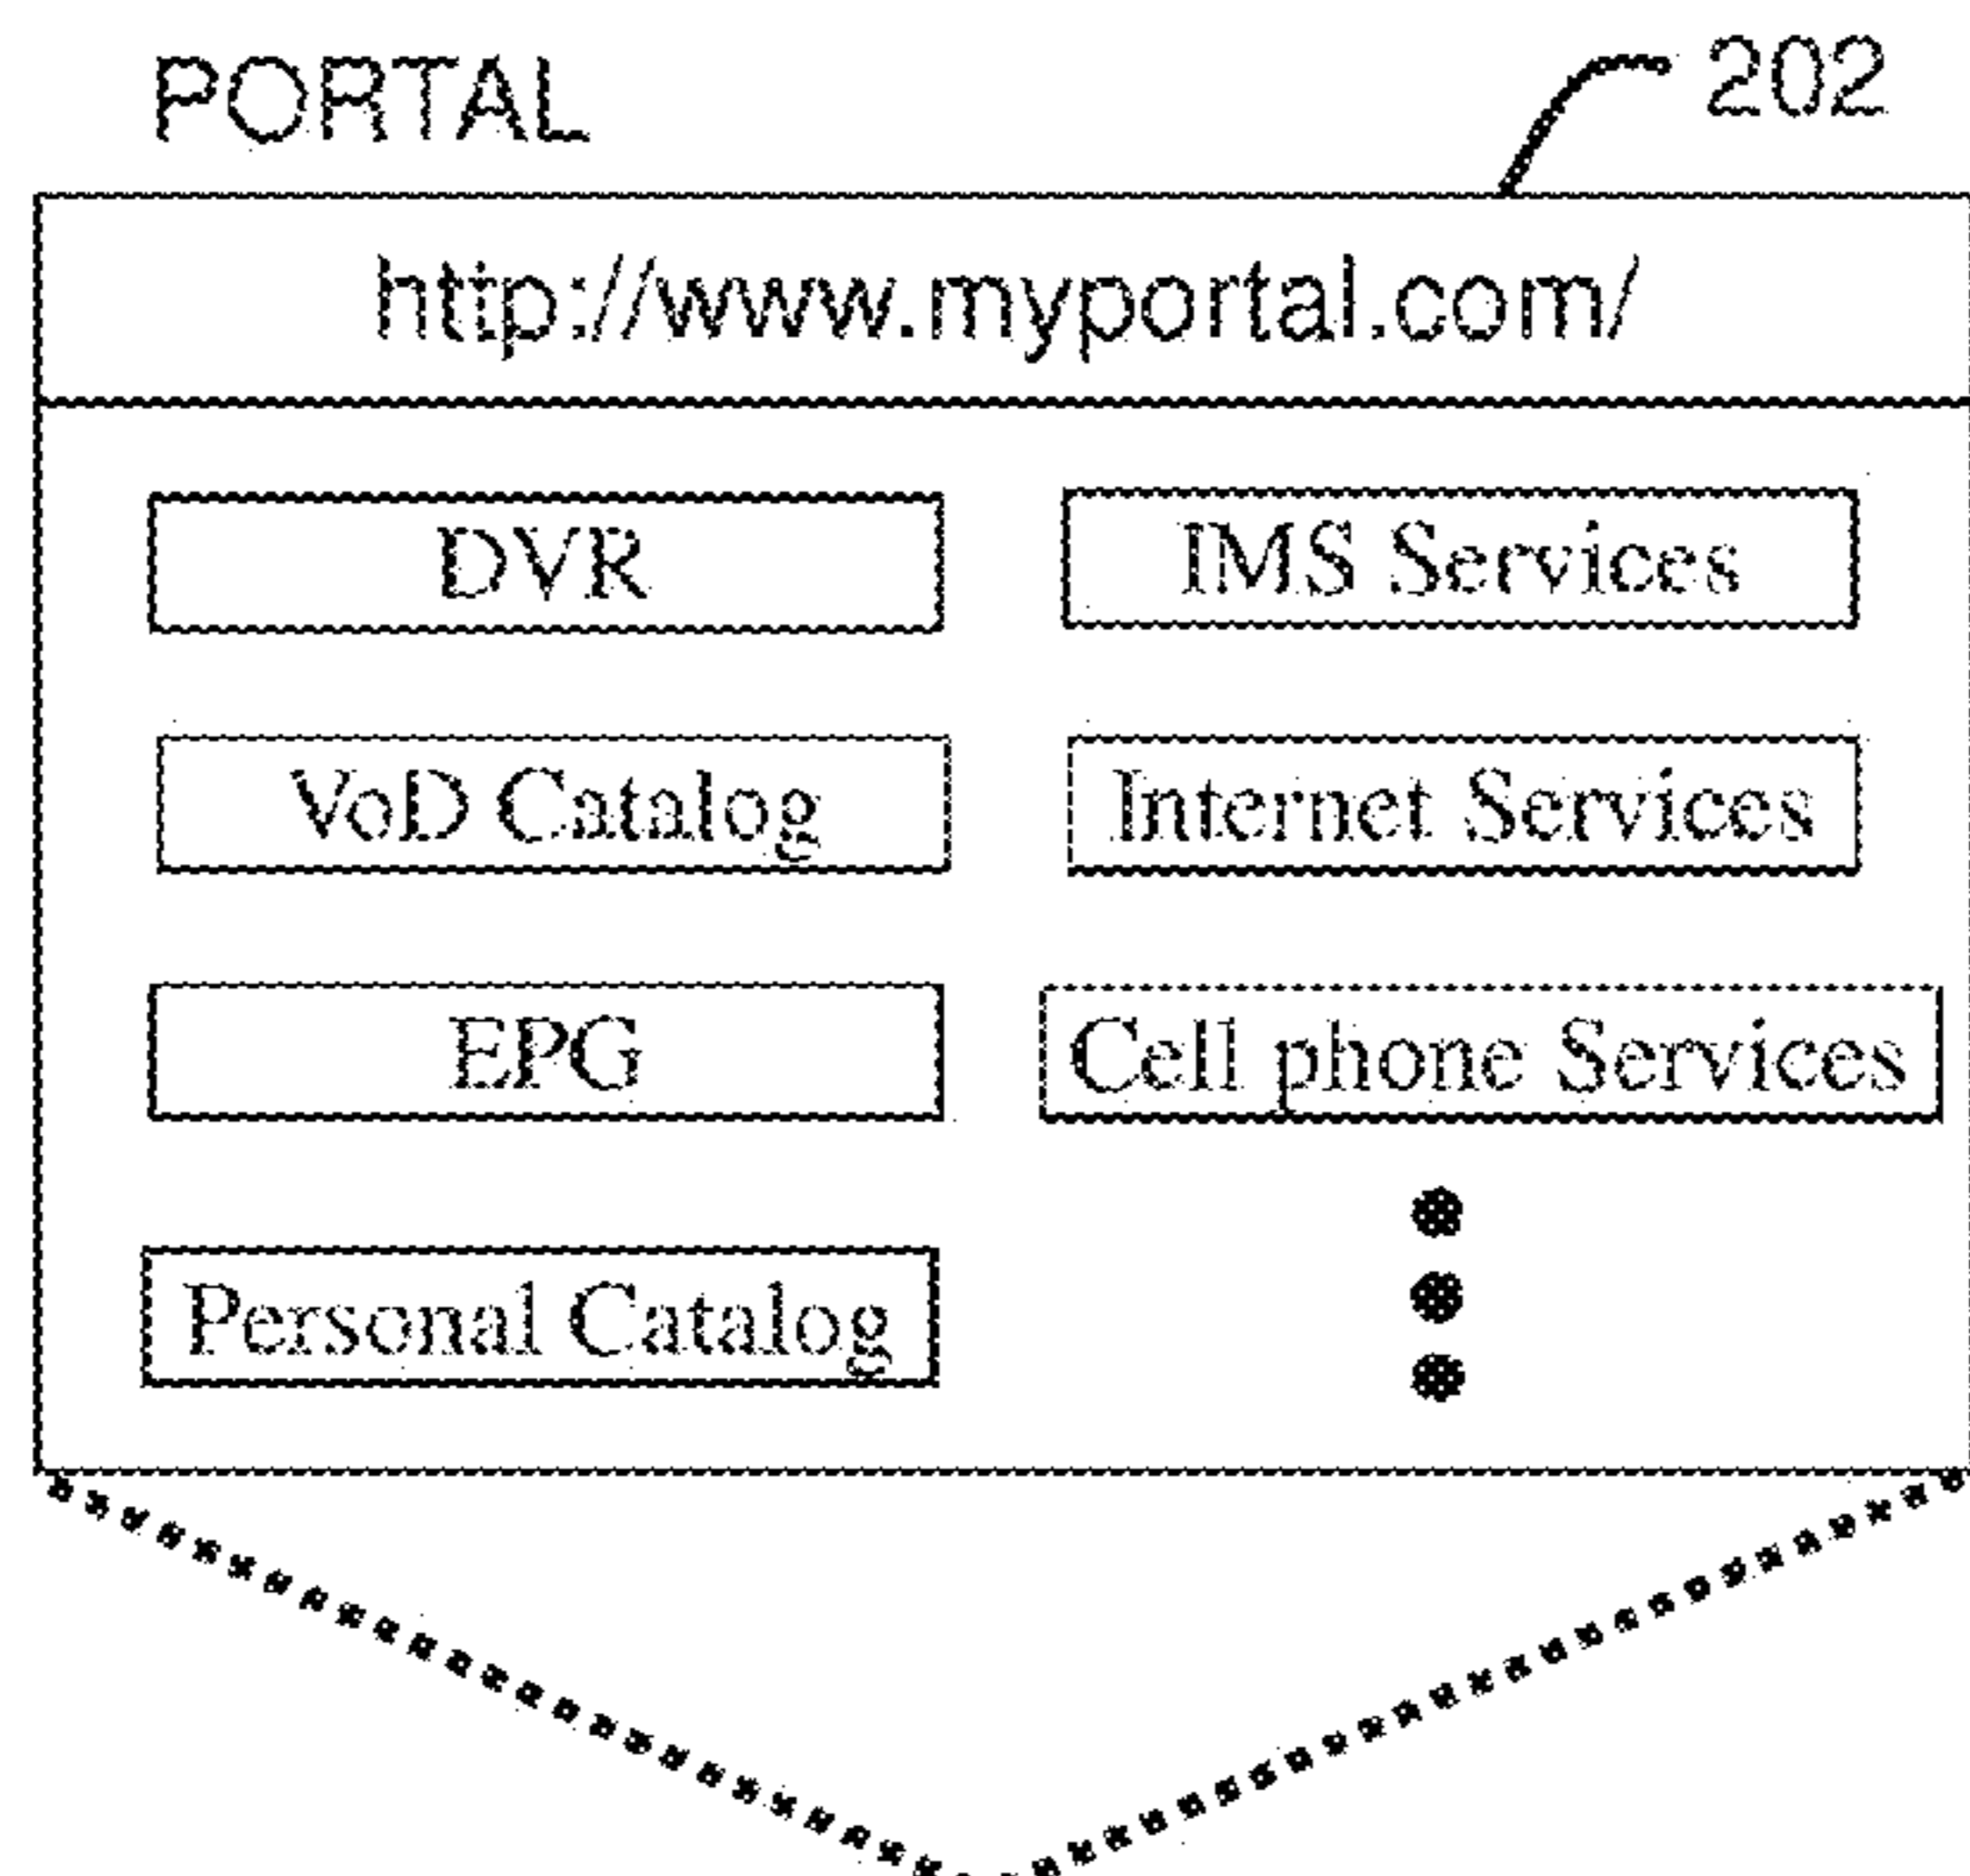 PORTAL
202
http://www.myportal.com/
DVR
IMS Services
VoD Catalog
Internet Services
EPG
Cell phone Services
Personal Catalog